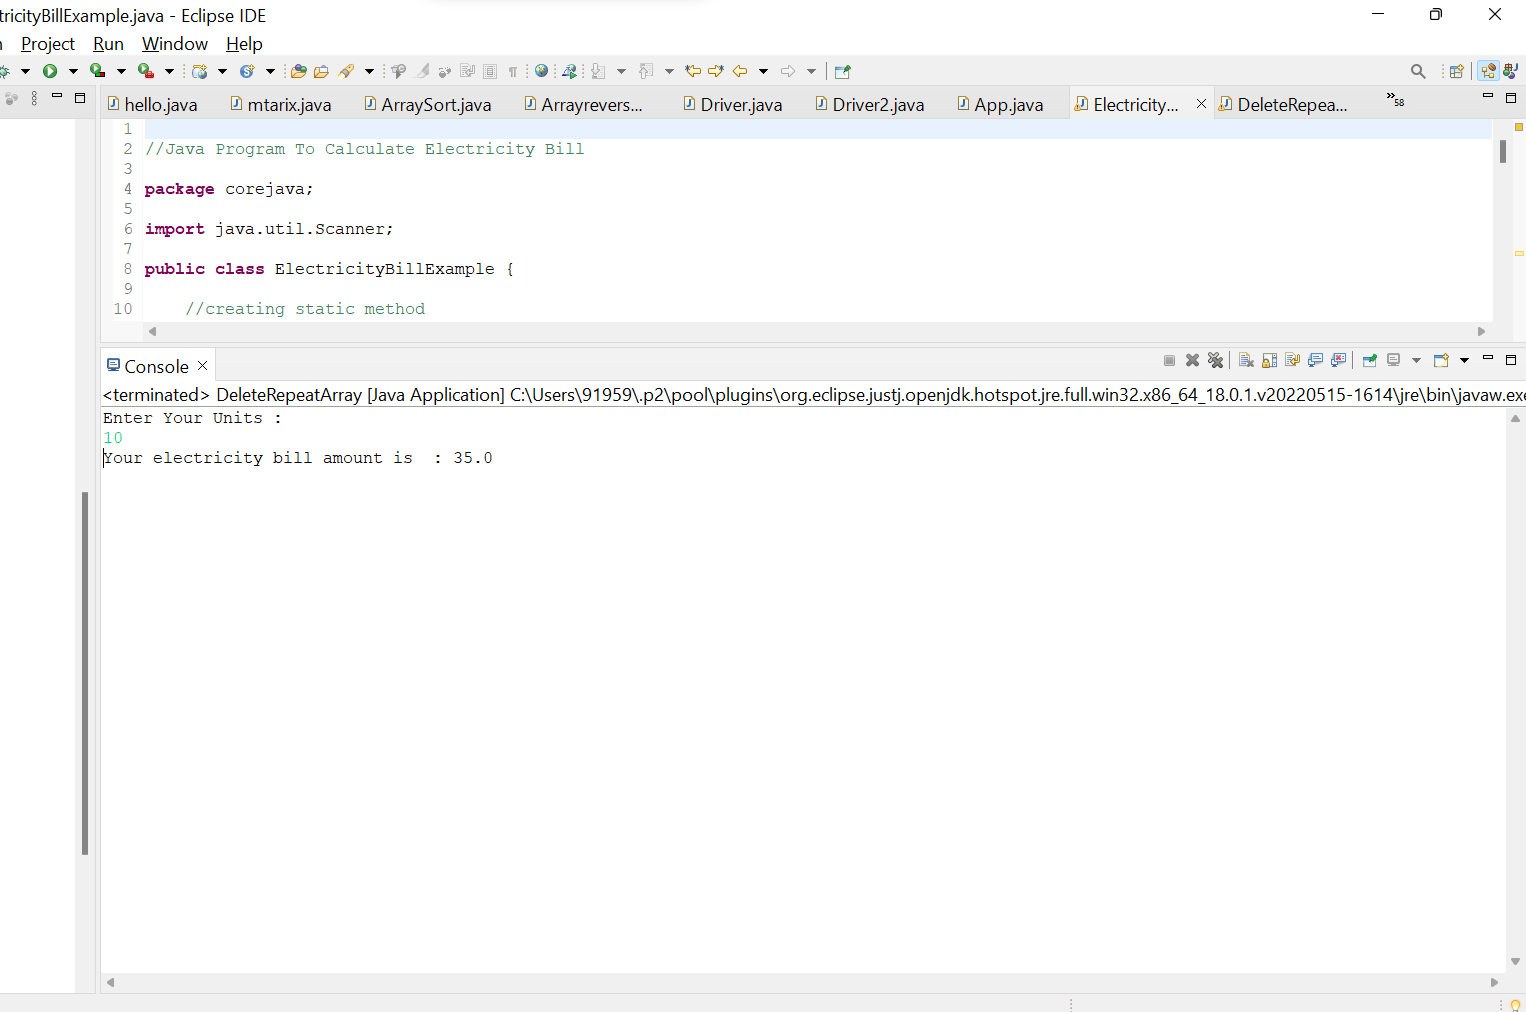 tricityBillExample.java - Eclipse IDE
Project Run Window Help
hello.java mtarix.java ArraySort.java Arrayrevers... Driver.java Driver2.java App.java Electricity... DeleteRepea... »58
1
2 //Java Program To Calculate Electricity Bill
3
4 package corejava;
5
6 import java.util.Scanner;
7
8 public class ElectricityBillExample {
9
10 //creating static method
Console
<terminated> DeleteRepeatArray [Java Application] C:\Users\91959\.p2\pool\plugins\org.eclipse.justj.openjdk.hotspot.jre.full.win32.x86_64_18.0.1.v20220515-1614\jre\bin\javaw.exe
Enter Your Units :
10
Your electricity bill amount is  : 35.0